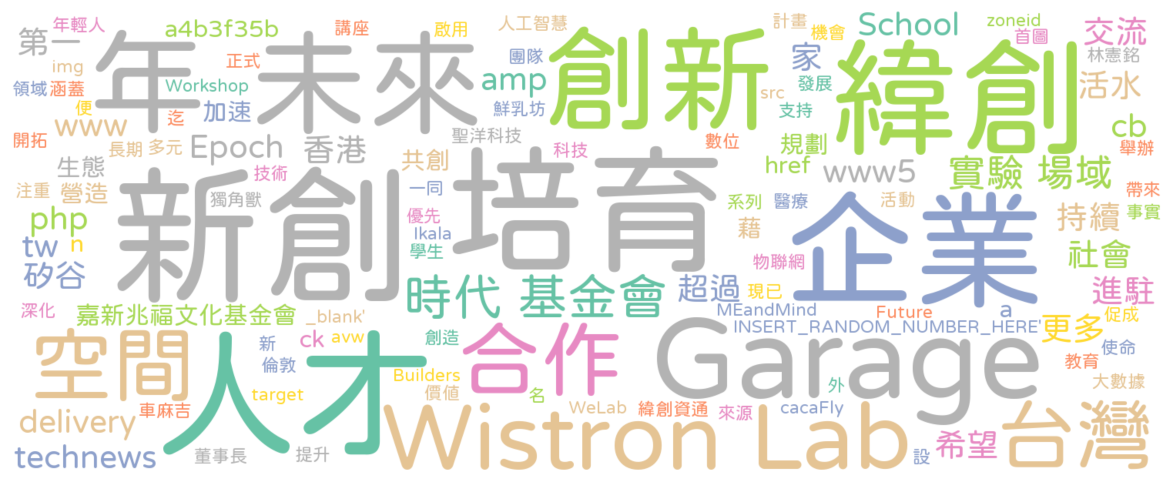 年輕人 a4b3f35b 講座 啟用 人工智慧 School 計畫 zoneid 交流
第一 年 未來 創新 緯創 機會 首圖
img 正式 團隊 家 林憲銘
領域 涵蓋 Workshop amp 發展 活水
便 迄 加速 鮮乳坊 src 支持
www 聖洋科技 cb
開拓 長期 多元 Epoch 香港 共創 科技 數位 規劃 舉辦
生態 技術 href www5 實驗 場域
注重 營造 獨角獸 一同 系列 醫療 活動 帶來
php 新創 培育 優先 藉 企業 持續 事實
tw n Ikala
矽谷 學生 物聯網 社會
時代 基金會 超過 現已 進駐
深化 嘉新兆福文化基金會 _blank' MEandMind Future a 促成
空間 新 ck avw 創造 合作 INSERT_RANDOM_NUMBER_HERE' 更多 使命
倫敦 人才 Garage 教育
target Builders 價值 外 大數據
delivery 車麻吉 名 WeLab 緯創資通 來源 cacaFly
technews 董事長 提升 Wistron Lab 設 希望 台灣